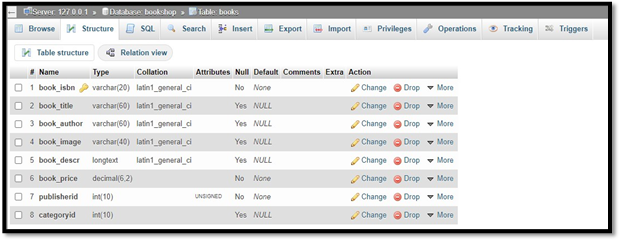 Server: 127.0.0.1 » Database: bookshop » Table: books
Browse Structure SQL Search Insert Export Import Privileges Operations Tracking Triggers
Table structure Relation view
# Name Type Collation Attributes Null Default Comments Extra Action
1 book_isbn varchar(20) latin1_general_ci No None Change Drop More
2 book_title varchar(60) latin1_general_ci Yes NULL Change Drop More
3 book_author varchar(60) latin1_general_ci Yes NULL Change Drop More
4 book_image varchar(40) latin1_general_ci Yes NULL Change Drop More
5 book_descr longtext latin1_general_ci Yes NULL Change Drop More
6 book_price decimal(6,2) No None Change Drop More
7 publisherid int(10) UNSIGNED No None Change Drop More
8 categoryid int(10) Yes NULL Change Drop More